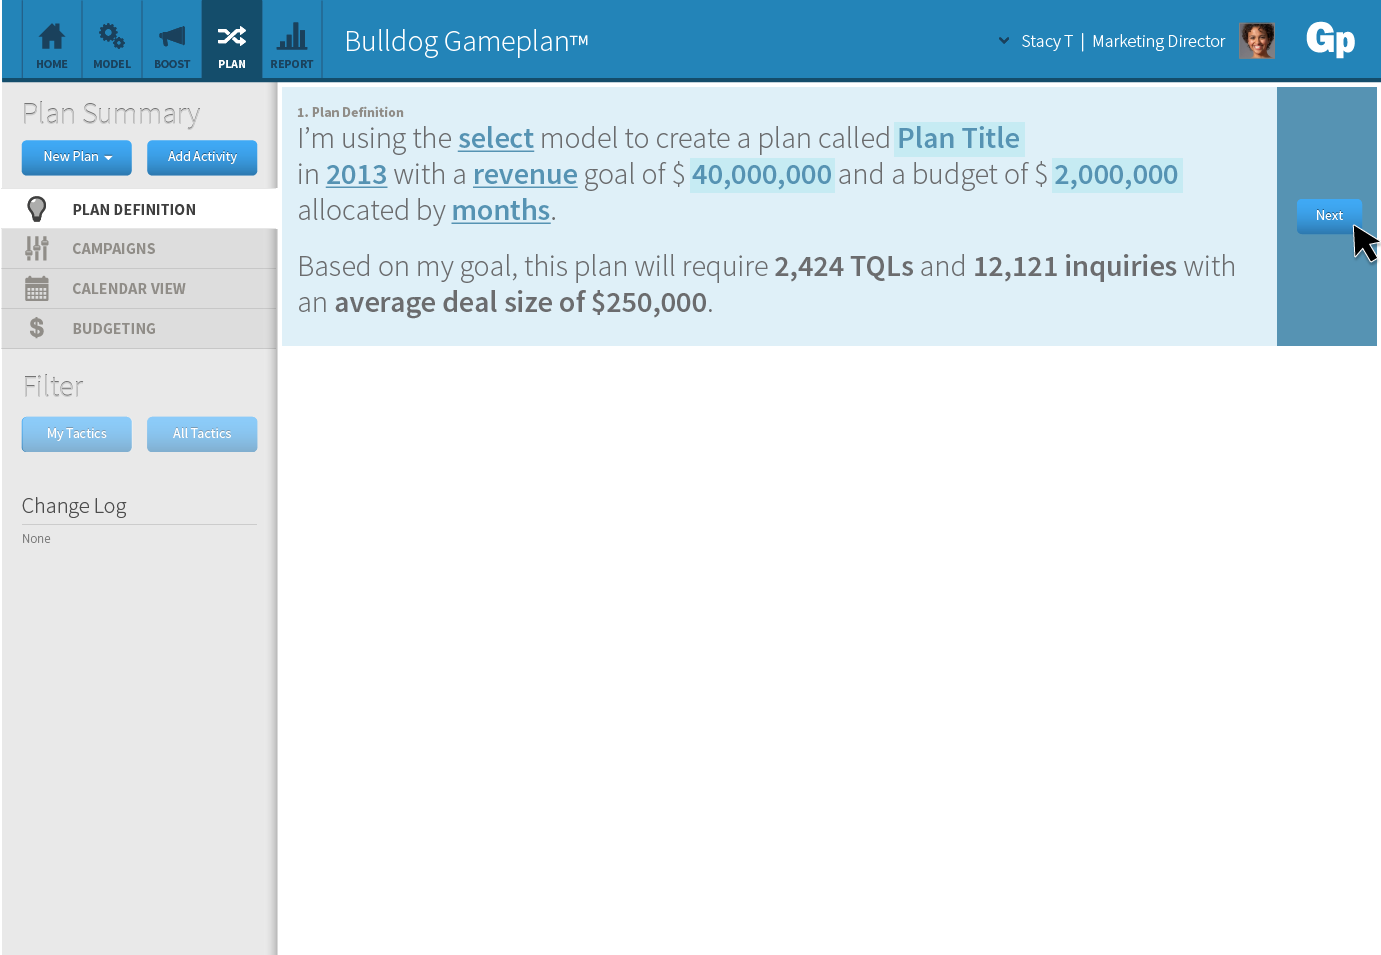 HOME MODEL BOOST PLAN REPORT
Bulldog Gameplan™
Stacy T | Marketing Director
Gp
Plan Summary
New Plan
Add Activity
PLAN DEFINITION
CAMPAIGNS
CALENDAR VIEW
BUDGETING
Filter
My Tactics
All Tactics
Change Log
None
1. Plan Definition
I’m using the select model to create a plan called Plan Title
in 2013 with a revenue goal of $ 40,000,000 and a budget of $ 2,000,000
allocated by months.
Based on my goal, this plan will require 2,424 TQLs and 12,121 inquiries with
an average deal size of $250,000.
Next